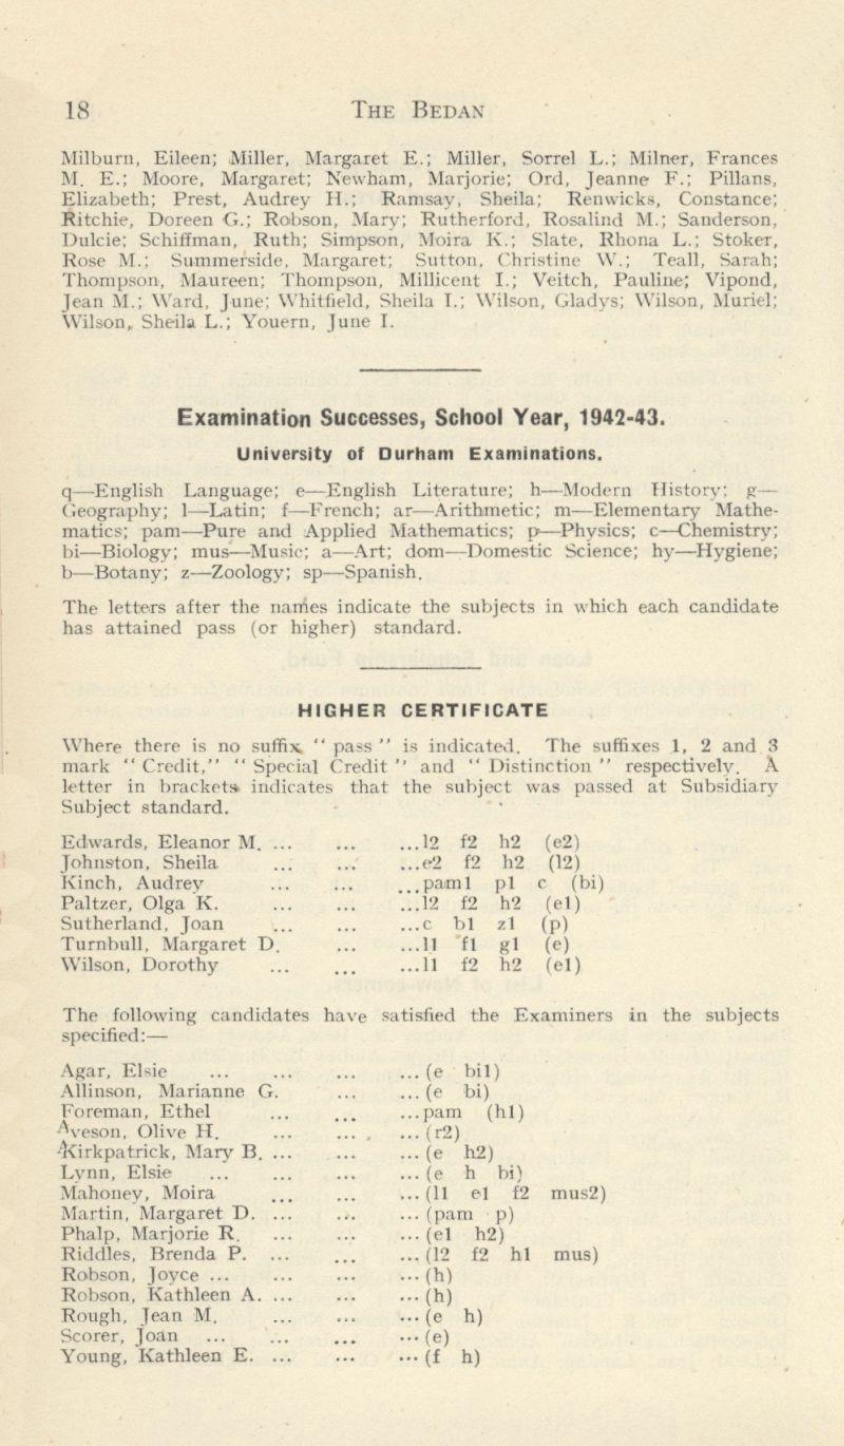 18 THE BEDAN
Milburn, Eileen; Miller, Margaret E.; Miller, Sorrel L.; Milner, Frances
M. E.; Moore, Margaret; Newham, Marjorie; Ord, Jeanne F.; Pillans,
Elizabeth; Prest, Audrey H.; Ramsay, Sheila; Renwicks, Constance;
Ritchie, Doreen G.; Robson, Mary; Rutherford, Rosalind M.; Sanderson,
Dulcie; Schiffman, Ruth; Simpson, Moira K.; Slate, Rhona L.; Stoker,
Rose M.; Summerside, Margaret; Sutton, Christine W.; Teall, Sarah;
Thompson, Maureen; Thompson, Millicent I.; Veitch, Pauline; Vipond,
Jean M.; Ward, June; Whitfield, Sheila I.; Wilson, Gladys; Wilson, Muriel;
Wilson, Sheila L.; Youern, June I.
Examination Successes, School Year, 1942-43.
University of Durham Examinations.
q—English Language; e—English Literature; h—Modern History; g—
Geography; l—Latin; f—French; ar—Arithmetic; m—Elementary Mathe-
matics; pam—Pure and Applied Mathematics; p—Physics; c—Chemistry;
bi—Biology; mus—Music; a—Art; dom—Domestic Science; hy—Hygiene;
b—Botany; z—Zoology; sp—Spanish.
The letters after the names indicate the subjects in which each candidate
has attained pass (or higher) standard.
HIGHER CERTIFICATE
Where there is no suffix "pass" is indicated. The suffixes 1, 2 and 3
mark "Credit," "Special Credit" and "Distinction" respectively. A
letter in brackets indicates that the subject was passed at Subsidiary
Subject standard.
Edwards, Eleanor M. ... ... ...l2 f2 h2 (e2)
Johnston, Sheila ... ... ...e2 f2 h2 (l2)
Kinch, Audrey ... ... ...pam1 p1 c (bi)
Paltzer, Olga K. ... ... ...l2 f2 h2 (e1)
Sutherland, Joan ... ... ...c b1 z1 (p)
Turnbull, Margaret D. ... ...l1 f1 g1 (e)
Wilson, Dorothy ... ... ...l1 f2 h2 (e1)
The following candidates have satisfied the Examiners in the subjects
specified:—
Agar, Elsie ... ... ... ...(e bi1)
Allinson, Marianne G. ... ...(e bi)
Foreman, Ethel ... ... ...pam (h1)
Aveson, Olive H. ... ... ...(r2)
Kirkpatrick, Mary B. ... ... ...(e h2)
Lynn, Elsie ... ... ... ...(e h bi)
Mahoney, Moira ... ... ...(l1 e1 f2 mus2)
Martin, Margaret D. ... ... ...(pam p)
Phalp, Marjorie R. ... ... ...(e1 h2)
Riddles, Brenda P. ... ... ...(l2 f2 h1 mus)
Robson, Joyce ... ... ... ...(h)
Robson, Kathleen A. ... ... ...(h)
Rough, Jean M. ... ... ...(e h)
Scorer, Joan ... ... ... ...(e)
Young, Kathleen E. ... ... ...(f h)